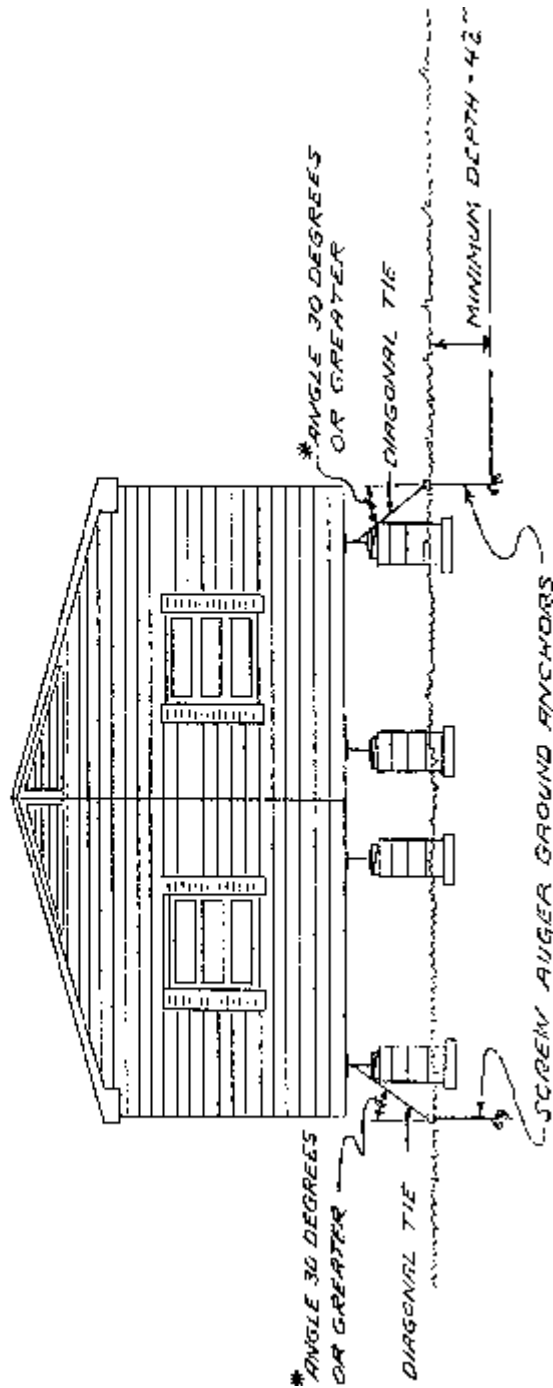 *ANGLE 30 DEGREES
OR GREATER
DIAGONAL TIE
*ANGLE 30 DEGREES
OR GREATER
DIAGONAL TIE
MINIMUM DEPTH - 42"
SCREW AUGER GROUND ANCHORS